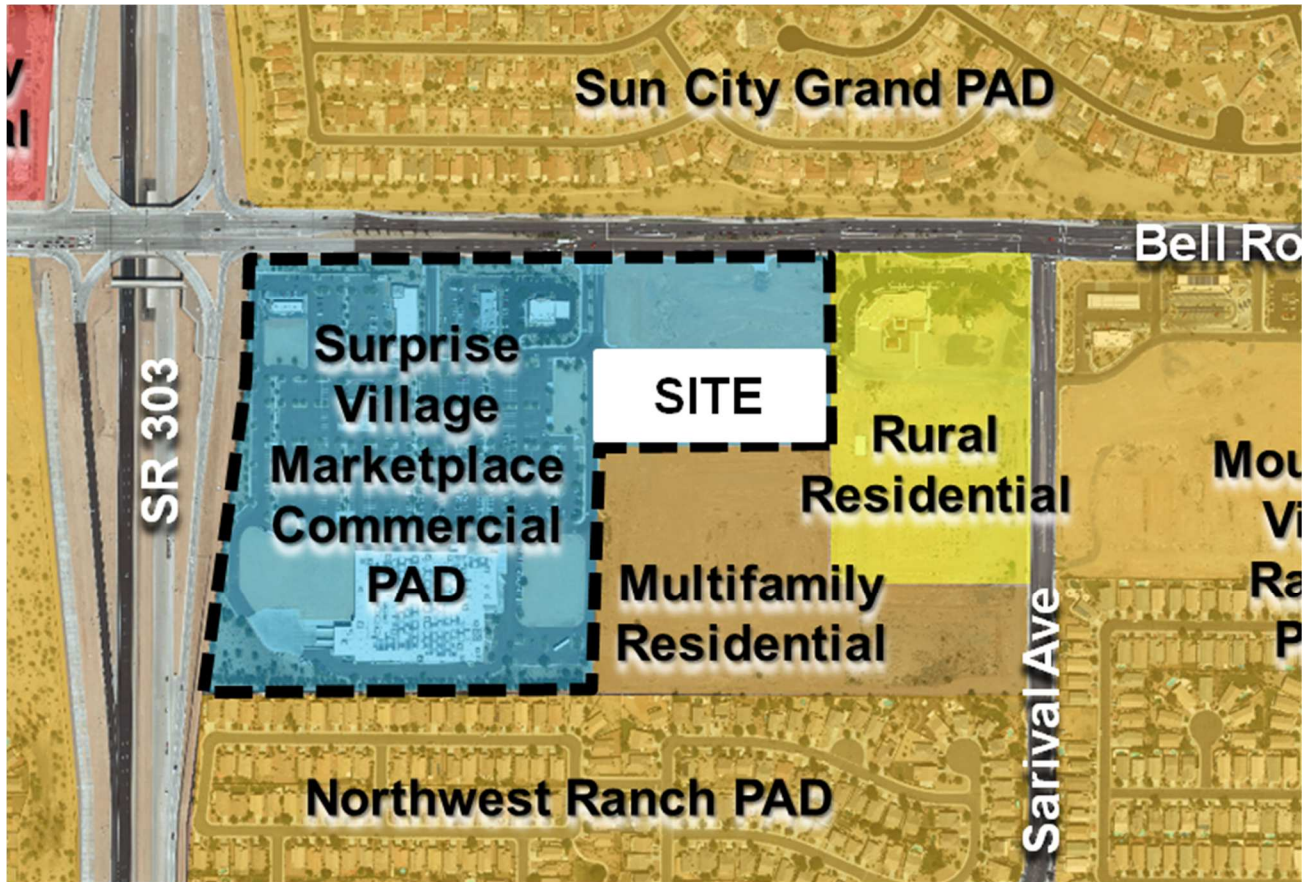 Sun City Grand PAD
Bell Ro
SR 303
Surprise
Village
Marketplace
Commercial
PAD
SITE
Rural
Residential
Multifamily
Residential
Sarival Ave
Northwest Ranch PAD